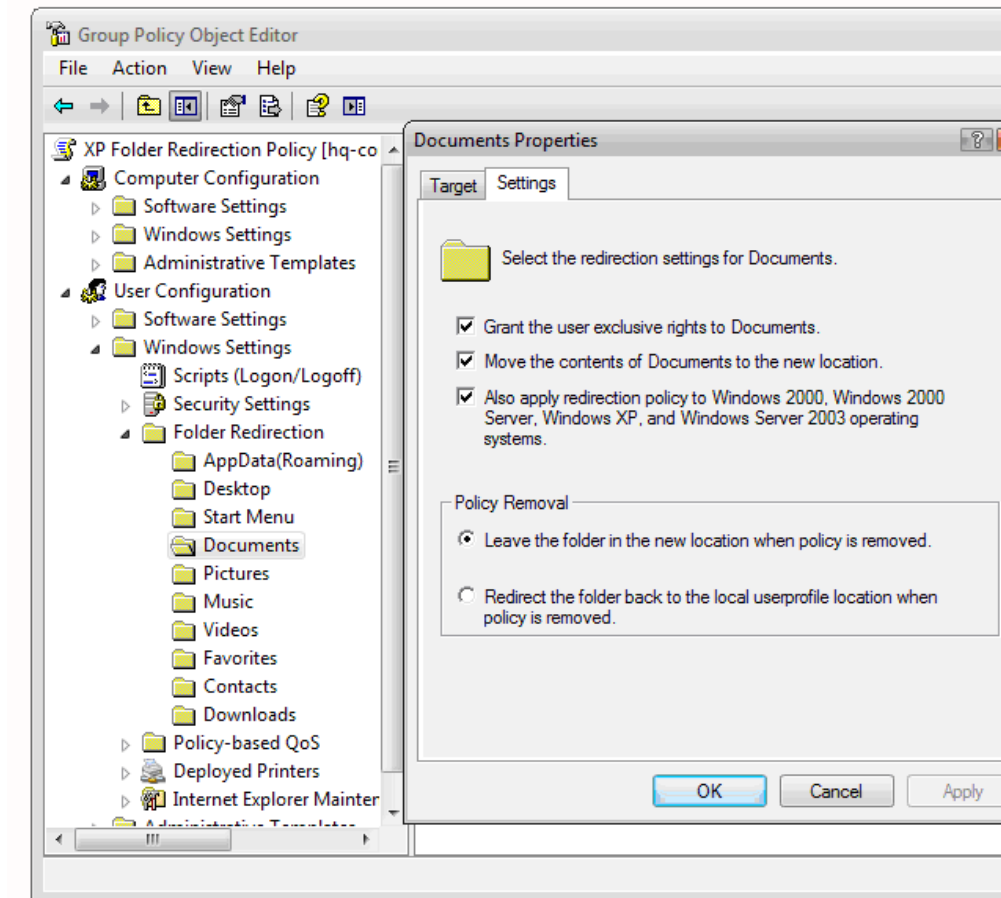 Group Policy Object Editor
File Action View Help
XP Folder Redirection Policy [hq-co
Computer Configuration
Software Settings
Windows Settings
Administrative Templates
User Configuration
Software Settings
Windows Settings
Scripts (Logon/Logoff)
Security Settings
Folder Redirection
AppData(Roaming)
Desktop
Start Menu
Documents
Pictures
Music
Videos
Favorites
Contacts
Downloads
Policy-based QoS
Deployed Printers
Internet Explorer Mainten
Administrative Templates
Documents Properties
Target Settings
Select the redirection settings for Documents.
Grant the user exclusive rights to Documents.
Move the contents of Documents to the new location.
Also apply redirection policy to Windows 2000, Windows 2000
Server, Windows XP, and Windows Server 2003 operating
systems.
Policy Removal
Leave the folder in the new location when policy is removed.
Redirect the folder back to the local userprofile location when
policy is removed.
OK Cancel Apply